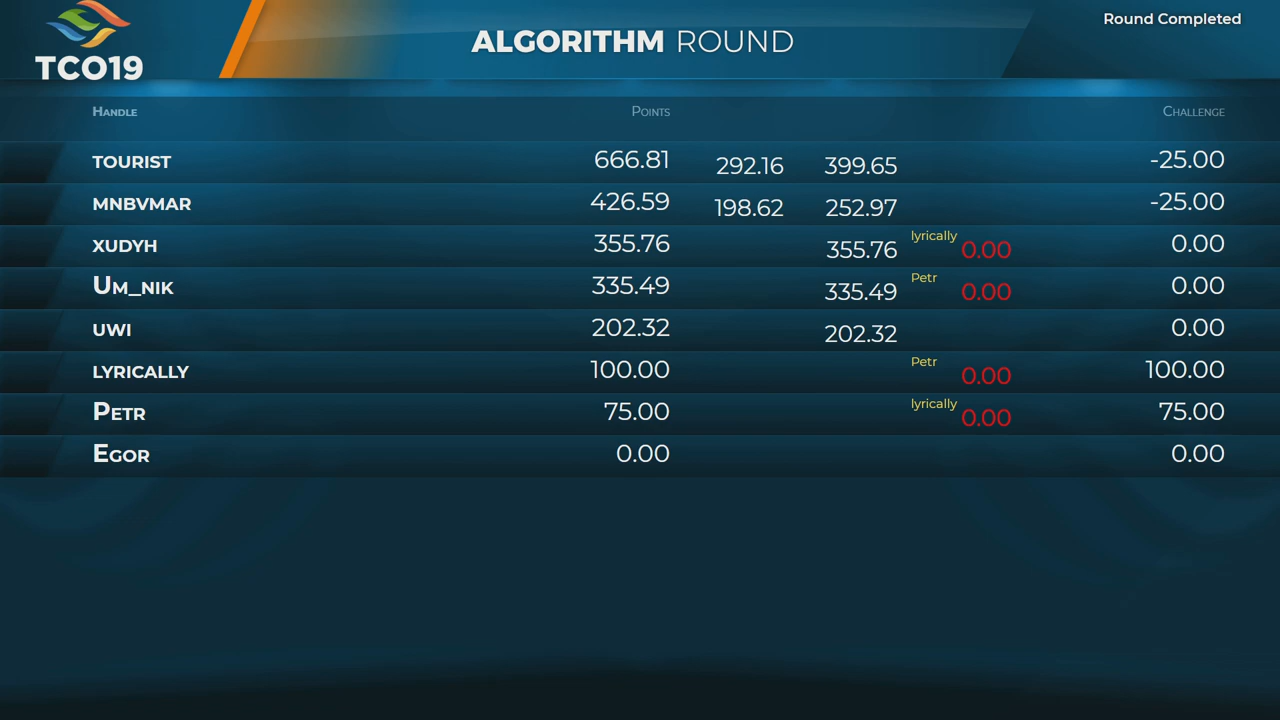 Round Completed
ALGORITHM ROUND
TCO19
Handle Points Challenge
TOURIST 666.81 292.16 399.65 -25.00
MNBVMAR 426.59 198.62 252.97 -25.00
XUDYH 355.76 355.76 lyrically 0.00 0.00
UM_NIK 335.49 335.49 Petr 0.00 0.00
UWI 202.32 202.32 0.00
LYRICALLY 100.00 Petr 0.00 100.00
PETR 75.00 lyrically 0.00 75.00
EGOR 0.00 0.00